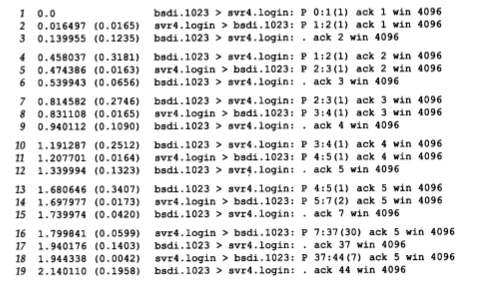 1 0.0 bsdi.1023 > svr4.login: P 0:1(1) ack 1 win 4096
2 0.016497 (0.0165) svr4.login > bsdi.1023: P 1:2(1) ack 1 win 4096
3 0.139955 (0.1235) bsdi.1023 > svr4.login: . ack 2 win 4096
4 0.458037 (0.3181) bsdi.1023 > svr4.login: P 1:2(1) ack 2 win 4096
5 0.474386 (0.0163) svr4.login > bsdi.1023: P 2:3(1) ack 2 win 4096
6 0.539943 (0.0656) bsdi.1023 > svr4.login: . ack 3 win 4096
7 0.814582 (0.2746) bsdi.1023 > svr4.login: P 2:3(1) ack 3 win 4096
8 0.831108 (0.0165) svr4.login > bsdi.1023: P 3:4(1) ack 3 win 4096
9 0.940112 (0.1090) bsdi.1023 > svr4.login: . ack 4 win 4096
10 1.191287 (0.2512) bsdi.1023 > svr4.login: P 3:4(1) ack 4 win 4096
11 1.207701 (0.0164) svr4.login > bsdi.1023: P 4:5(1) ack 4 win 4096
12 1.339994 (0.1323) bsdi.1023 > svr4.login: . ack 5 win 4096
13 1.680646 (0.3407) bsdi.1023 > svr4.login: P 4:5(1) ack 5 win 4096
14 1.697977 (0.0173) svr4.login > bsdi.1023: P 5:7(2) ack 5 win 4096
15 1.739974 (0.0420) bsdi.1023 > svr4.login: . ack 7 win 4096
16 1.799841 (0.0599) svr4.login > bsdi.1023: P 7:37(30) ack 5 win 4096
17 1.940176 (0.1403) bsdi.1023 > svr4.login: . ack 37 win 4096
18 1.944338 (0.0042) svr4.login > bsdi.1023: P 37:44(7) ack 5 win 4096
19 2.140110 (0.1958) bsdi.1023 > svr4.login: . ack 44 win 4096